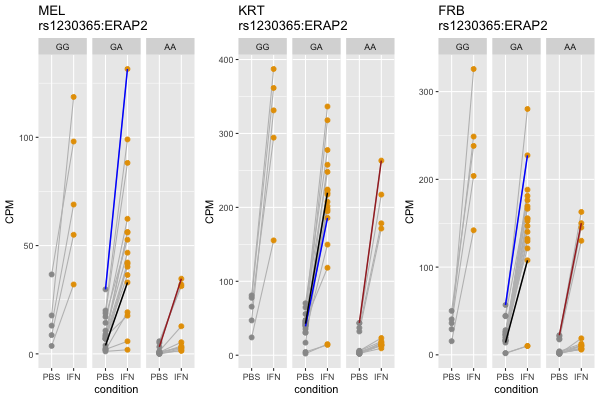 MEL
rs1230365:ERAP2
GG GA AA
CPM
100
50
0
PBS IFN PBS IFN PBS IFN
condition
KRT
rs1230365:ERAP2
GG GA AA
CPM
400
300
200
100
0
PBS IFN PBS IFN PBS IFN
condition
FRB
rs1230365:ERAP2
GG GA AA
CPM
300
200
100
0
PBS IFN PBS IFN PBS IFN
condition